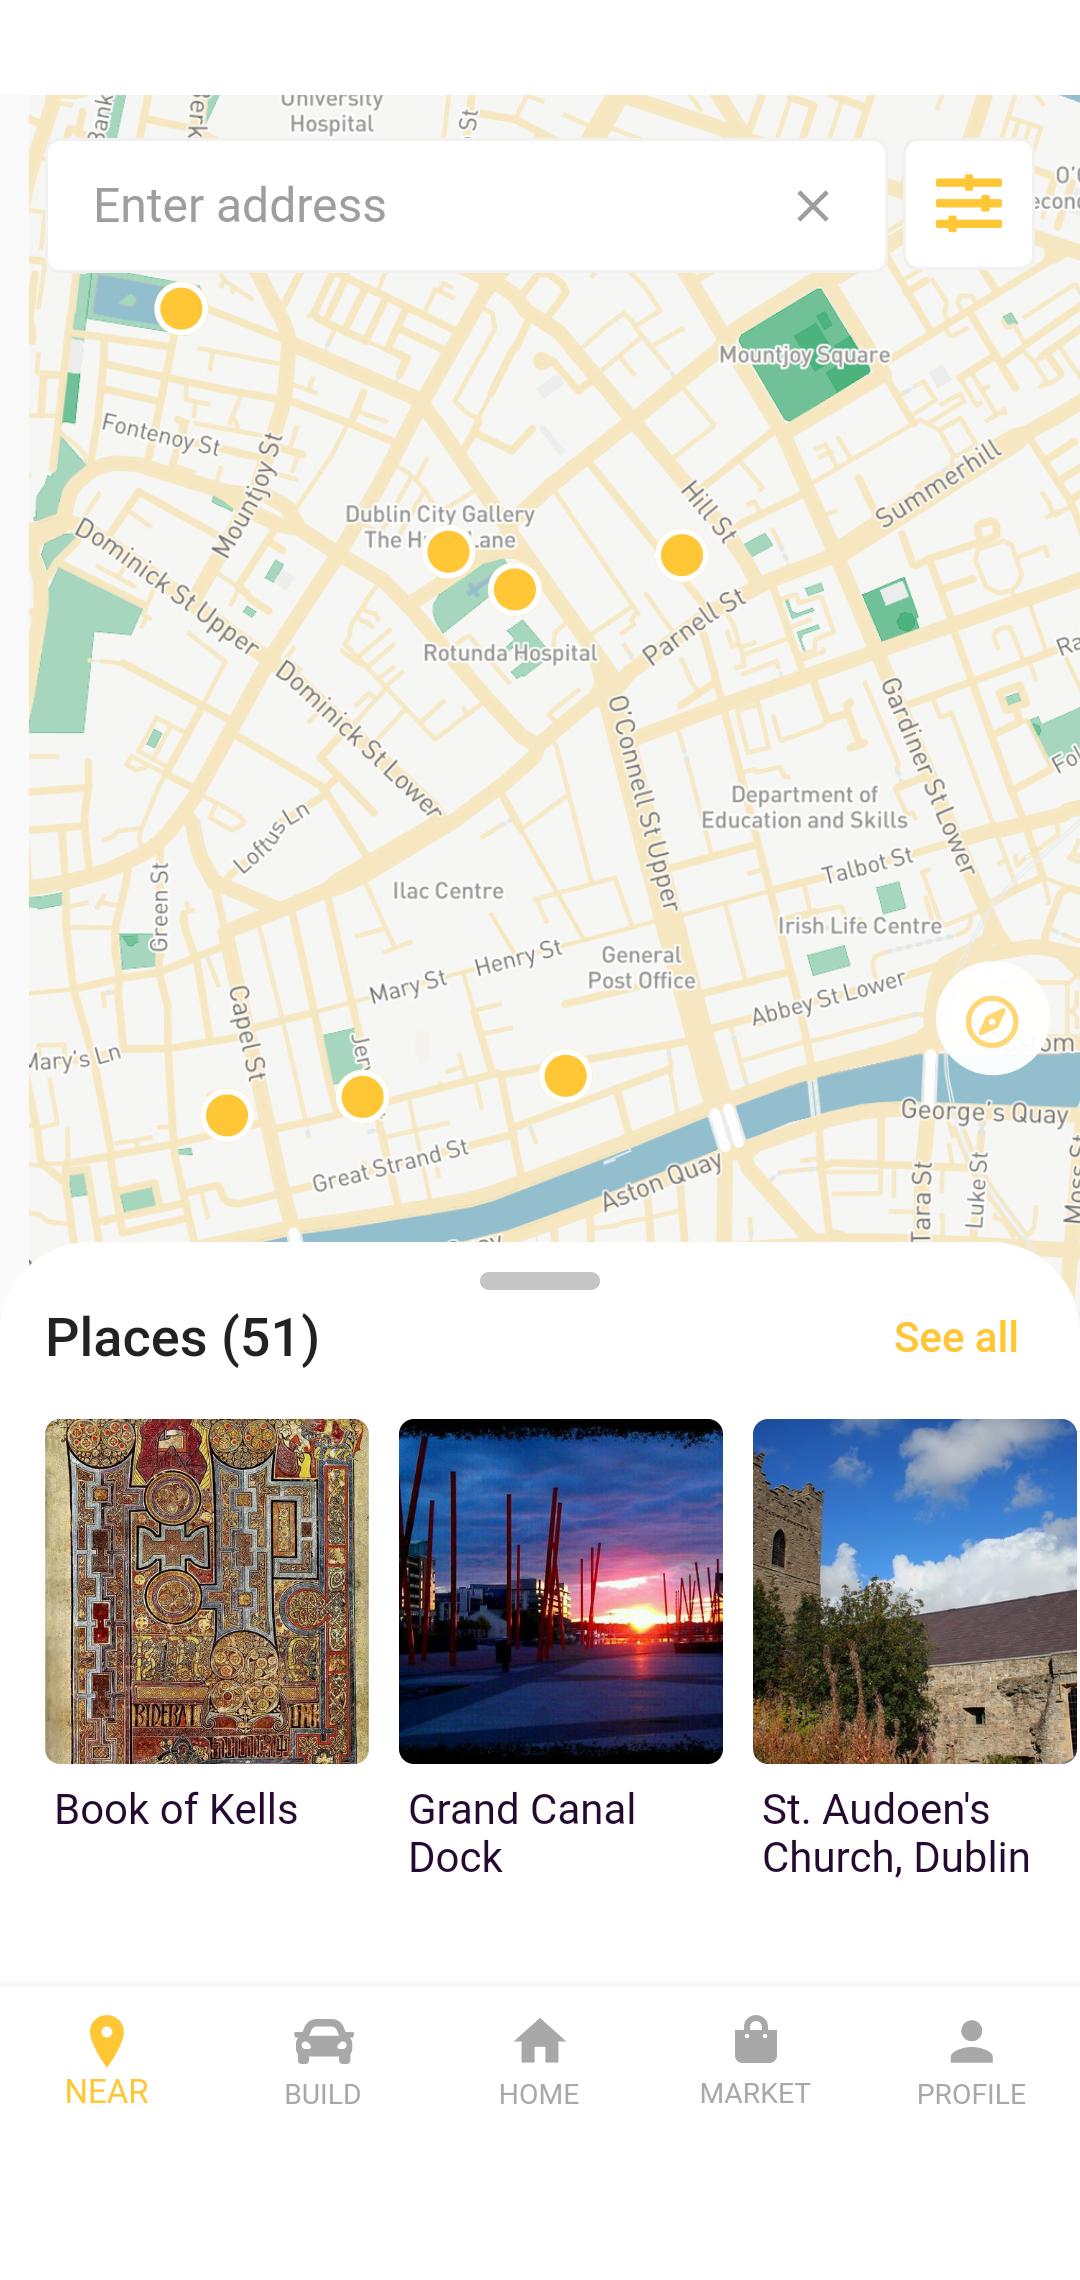 University
Hospital
St
Enter address
Mountjoy Square
Fontenoy St
Mountjoy St
Summerhill
Hill St
Dublin City Gallery
Lane
Dominick St Upper
Parnell St
Rotunda Hospital
Dominick St Lower
O'Connell St Upper
Gardiner St Lower
Department of
Education and Skills
Loftus Ln
Talbot St
Green St
Ilac Centre
Irish Life Centre
Henry St
General
Post Office
Mary St
Abbey St Lower
Capel St
Mary's Ln
George's Quay
Great Strand St
Aston Quay
Tara St
Luke St
Moss St
Places (51)
See all
Book of Kells
Grand Canal
Dock
St. Audoen's
Church, Dublin
NEAR
BUILD
HOME
MARKET
PROFILE